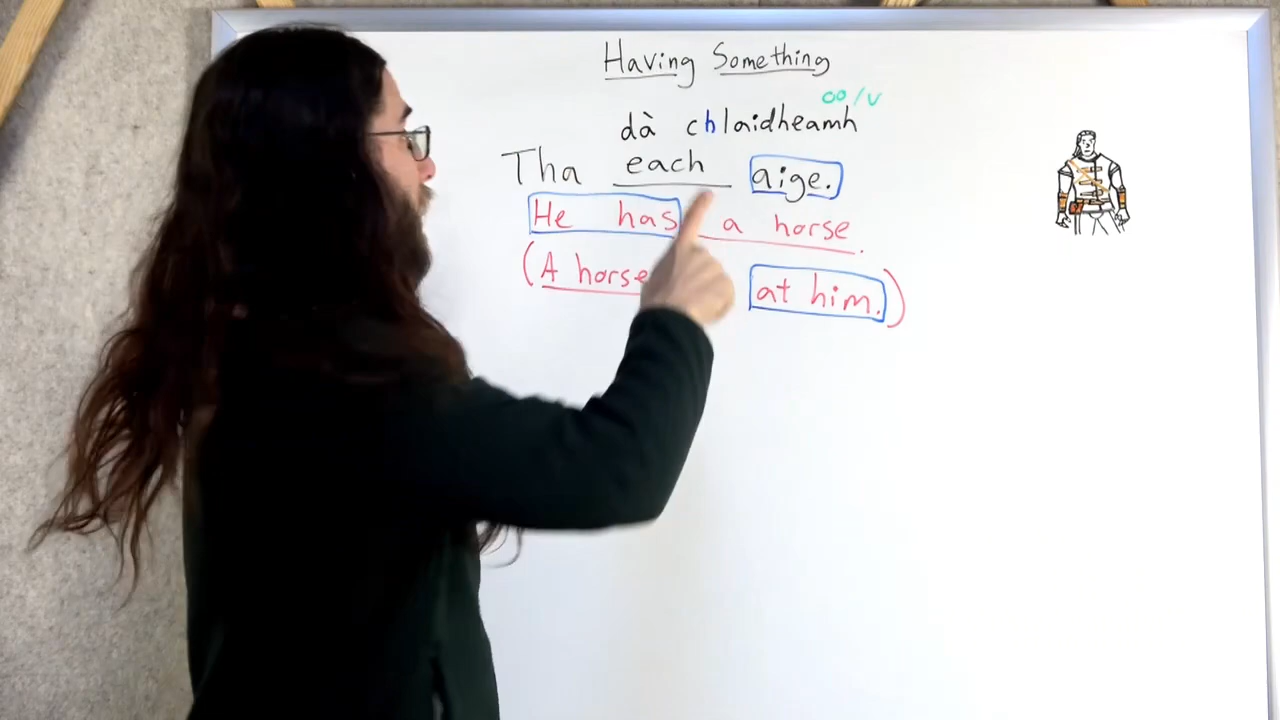 Having Something
oo/v
dà chlaidheamh
Tha each aige.
He has a horse.
(A horse at him.)